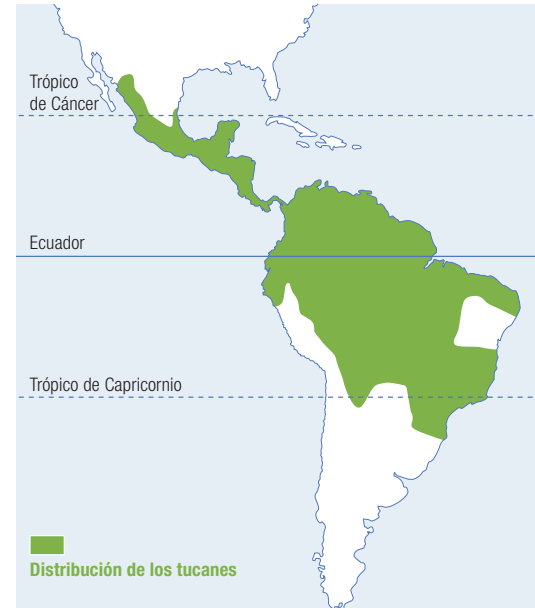 Trópico
de Cáncer
Ecuador
Trópico de Capricornio
Distribución de los tucanes